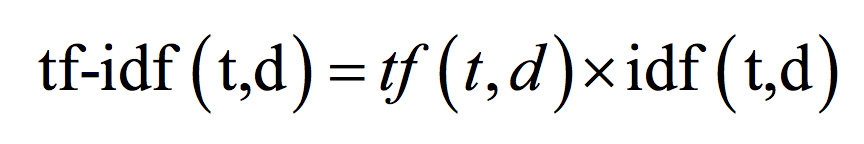 tf-idf (t,d) = tf (t, d) × idf (t,d)